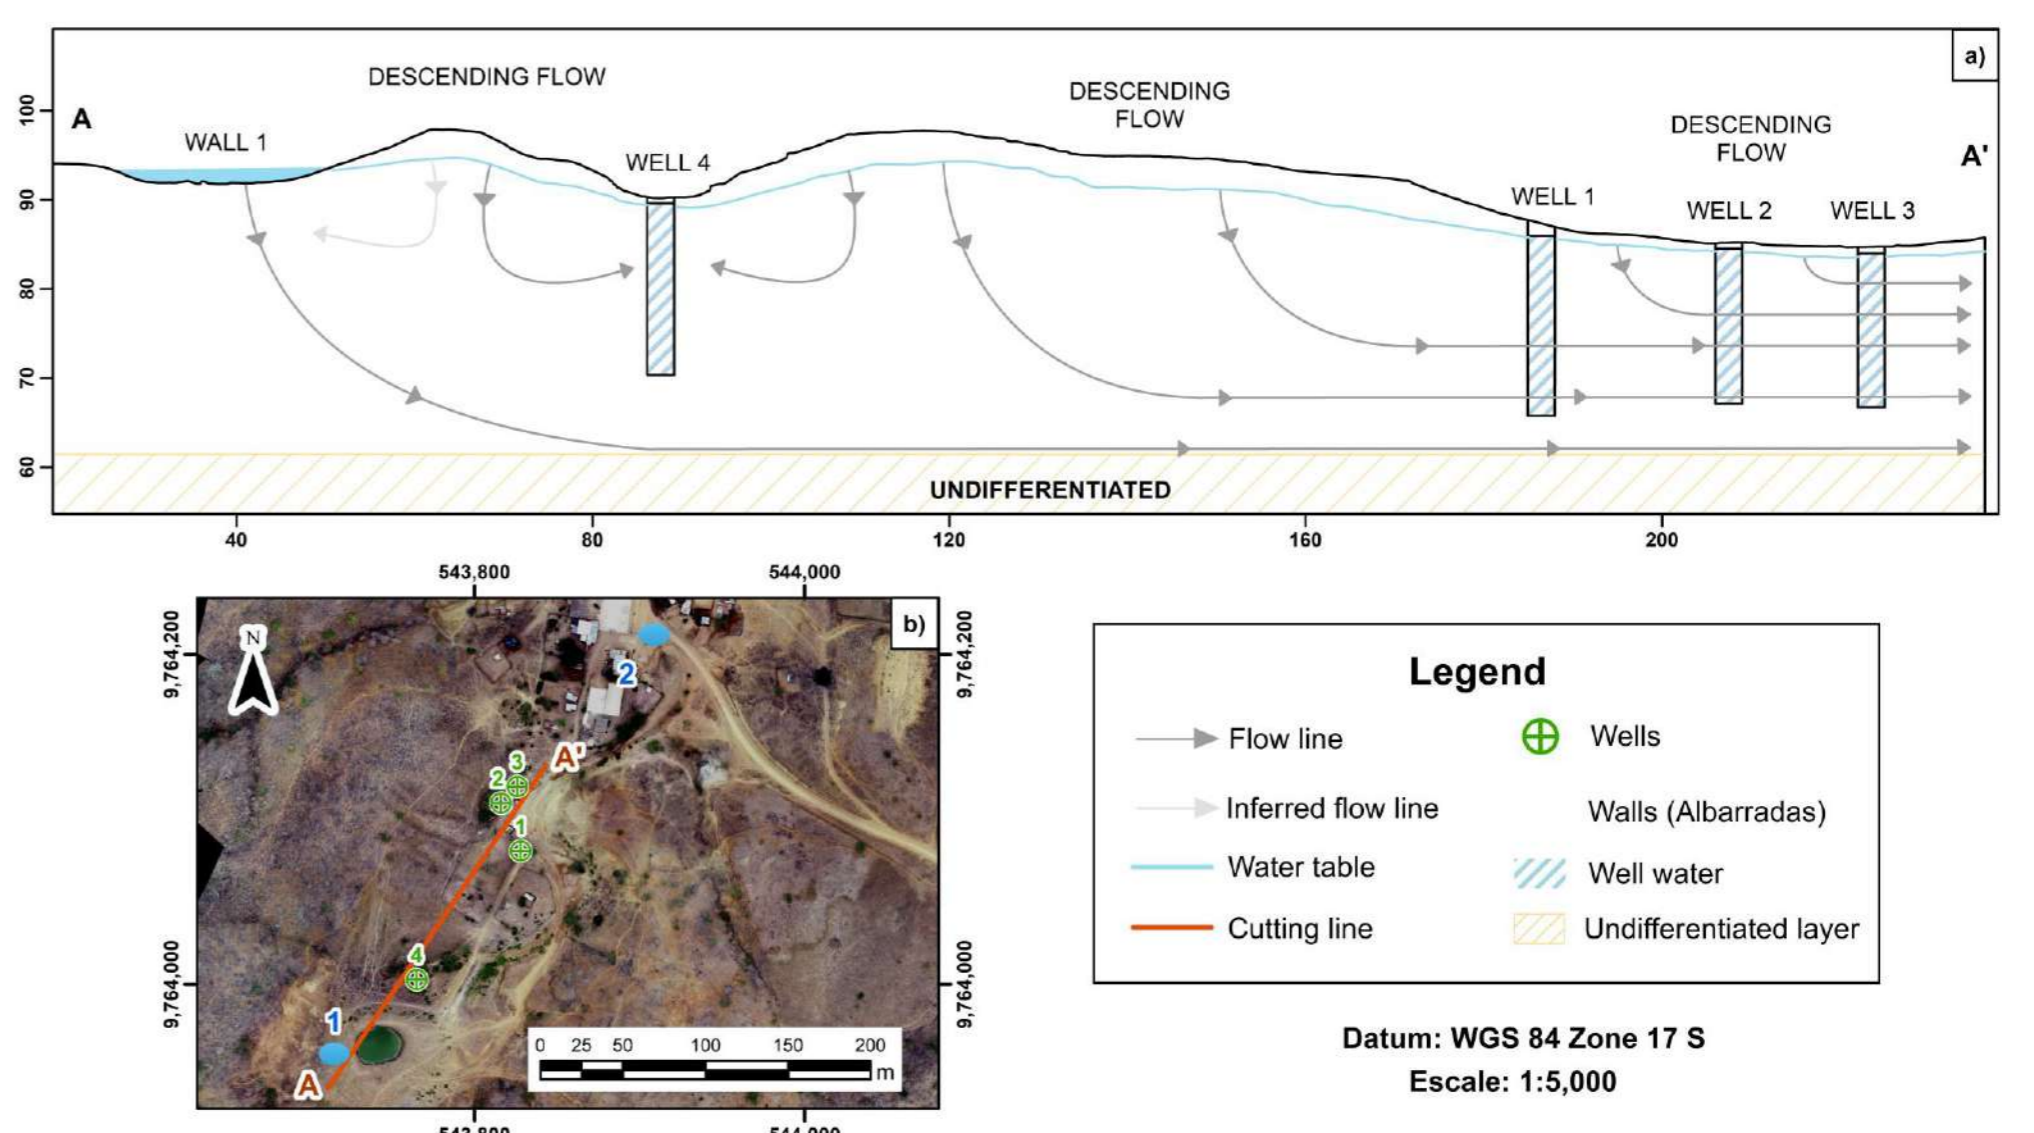 a)
DESCENDING FLOW
DESCENDING
FLOW
DESCENDING
FLOW
A
A'
WALL 1
WELL 4
WELL 1
WELL 2
WELL 3
100
90
80
70
60
UNDIFFERENTIATED
40
80
120
160
200
543,800
544,000
b)
N
9,764,200
9,764,200
2
A'
3
2
1
4
9,764,000
9,764,000
1
A
0 25 50 100 150 200
m
543,800
544,000
Legend
Flow line
Wells
Inferred flow line
Walls (Albarradas)
Water table
Well water
Cutting line
Undifferentiated layer
Datum: WGS 84 Zone 17 S
Escale: 1:5,000